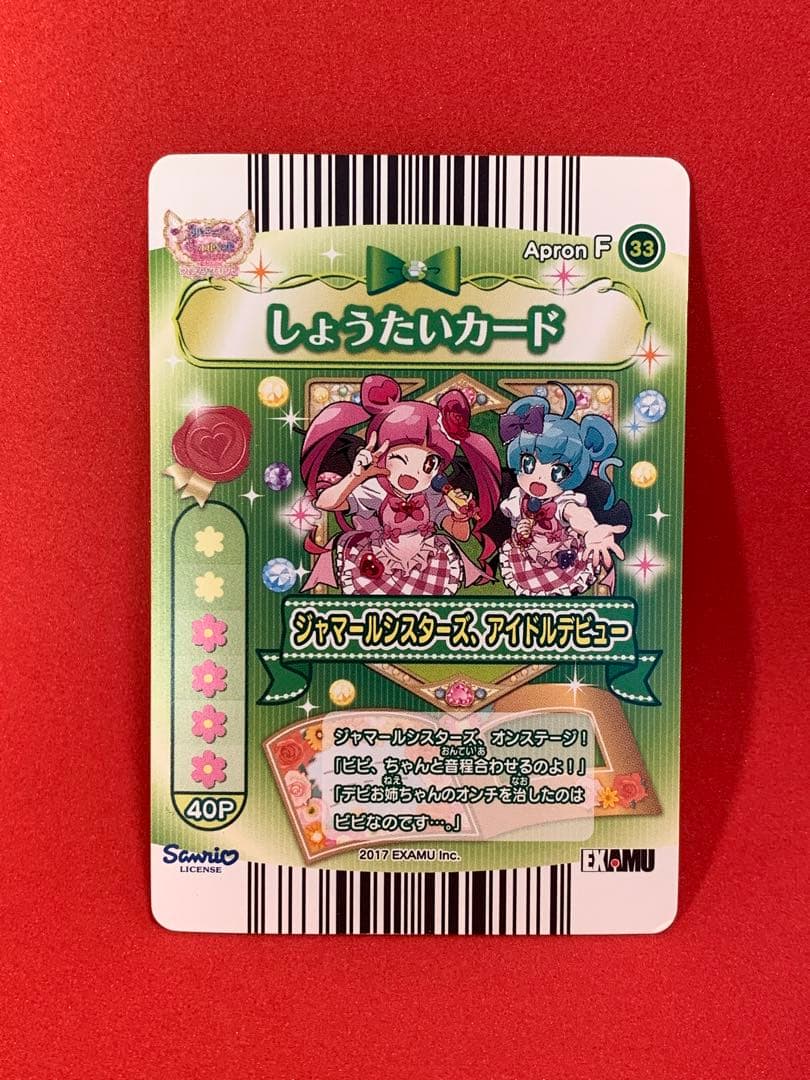 Apron F 33
しょうたいカード
ジャマールシスターズ、アイドルデビュー
ジャマールシスターズ、オンステージ!
「ビビ、ちゃんと音程合わせるのよ!」
「デビお姉ちゃんのオンチを治したのは
ビビなのです…。」
40P
Sanrio
LICENSE
2017 EXAMU Inc.
EXAMU